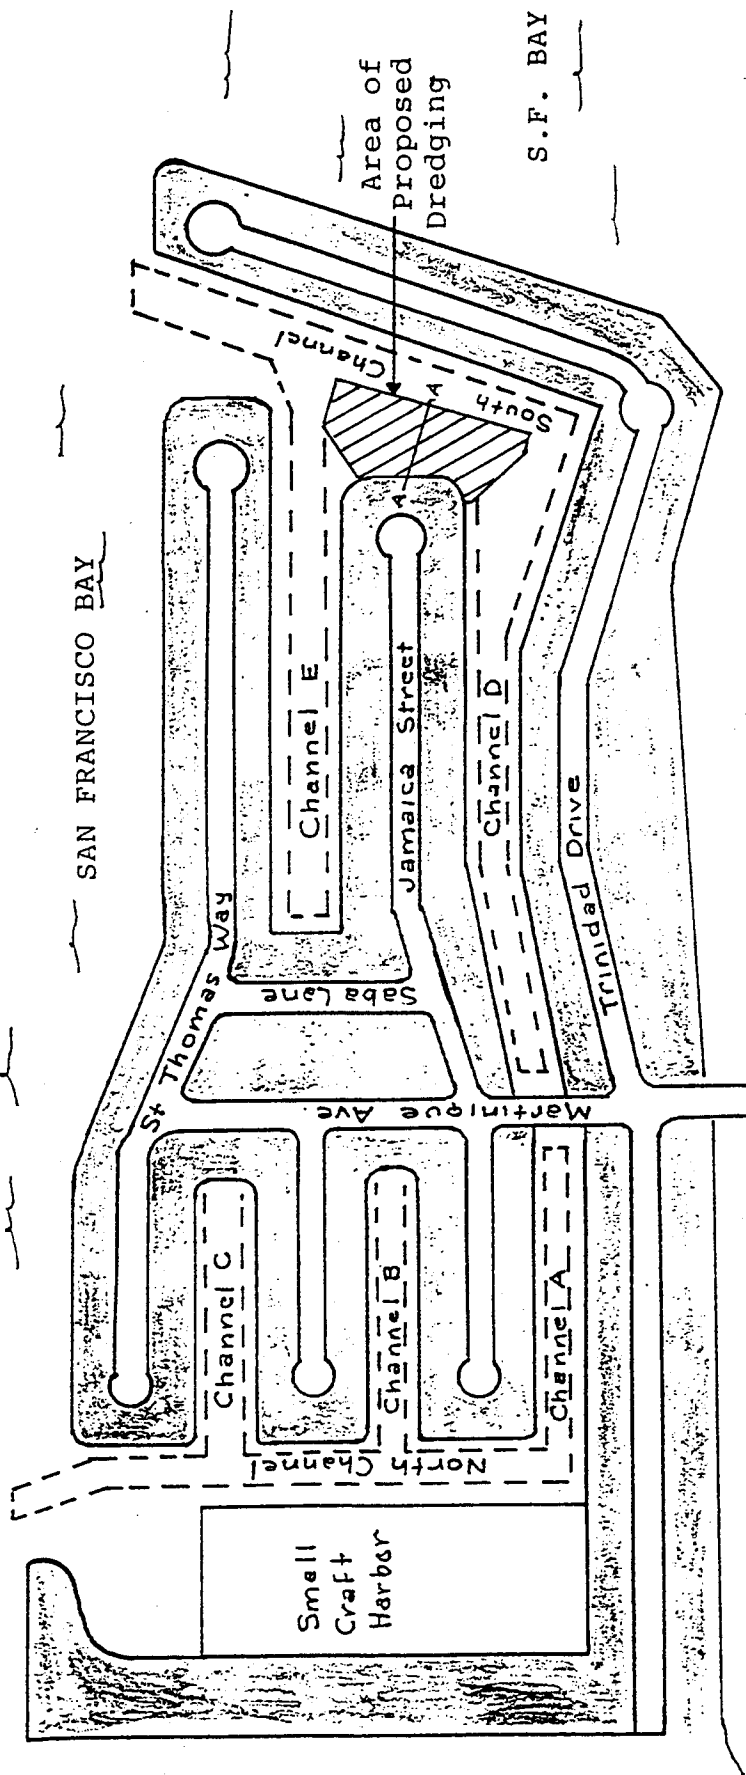 SAN FRANCISCO BAY
S.F. BAY
Area of
Proposed
Dredging
South Channel
A
A
St Thomas Way
Channel E
Jamaica Street
Channel D
Trinidad Drive
Saba Lane
Martinique Ave.
Channel C
Channel B
Channel A
North Channel
Small
Craft
Harbor